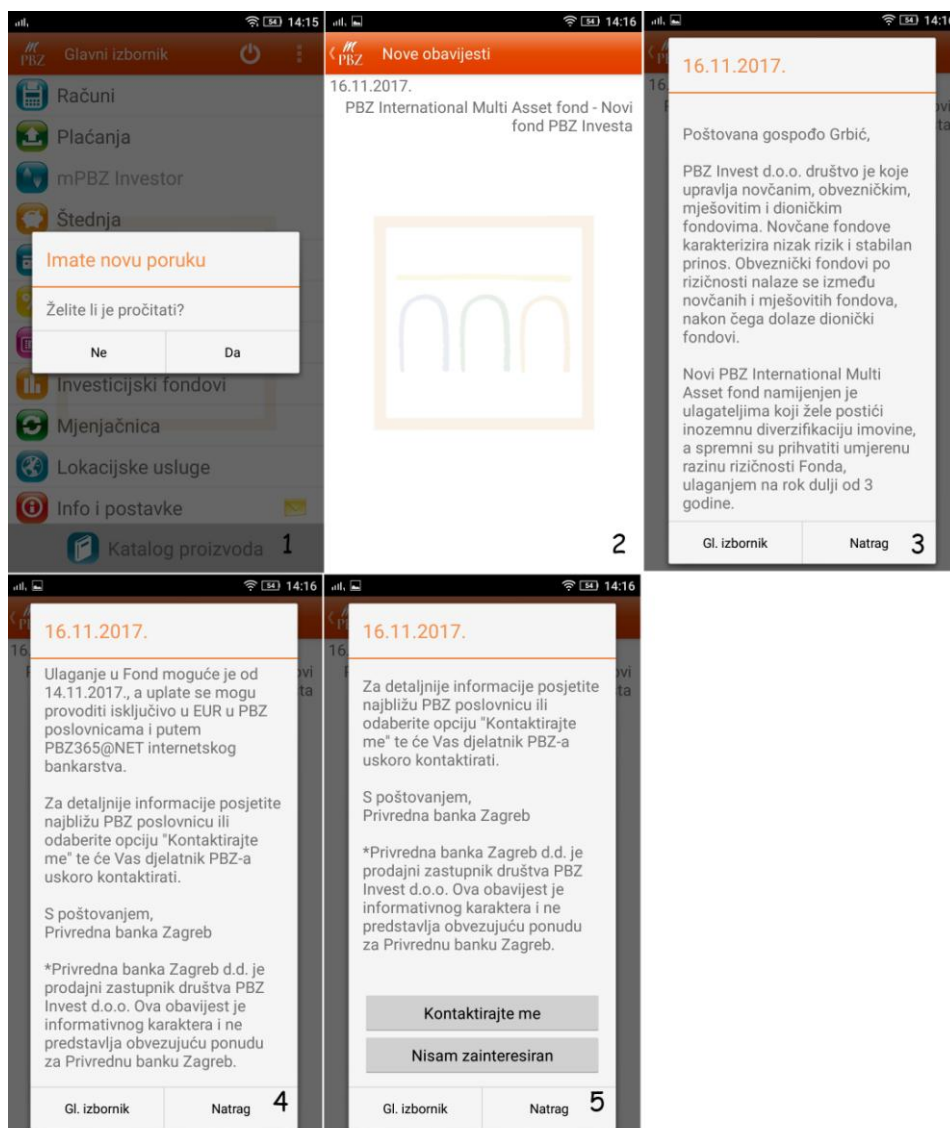 14:15
PBZ Glavni izbornik
Računi
Plaćanja
mPBZ Investor
Štednja
Imate novu poruku
Želite li je pročitati?
Ne Da
Investicijski fondovi
Mjenjačnica
Lokacijske usluge
Info i postavke
Katalog proizvoda 1
54 14:16
PBZ Nove obavijesti
16.11.2017.
PBZ International Multi Asset fond - Novi
fond PBZ Investa
2
54
16.11.2017.
Poštovana gospođo Grbić,
PBZ Invest d.o.o. društvo je koje
upravlja novčanim, obvezničkim,
mješovitim i dioničkim
fondovima. Novčane fondove
karakterizira nizak rizik i stabilan
prinos. Obveznički fondovi po
rizičnosti nalaze se između
novčanih i mješovitih fondova,
nakon čega dolaze dionički
fondovi.
Novi PBZ International Multi
Asset fond namijenjen je
ulagateljima koji žele postići
inozemnu diverzifikaciju imovine,
a spremni su prihvatiti umjerenu
razinu rizičnosti Fonda,
ulaganjem na rok dulji od 3
godine.
Gl. izbornik Natrag 3
54 14:16
16.11.2017.
Ulaganje u Fond moguće je od
14.11.2017., a uplate se mogu
provoditi isključivo u EUR u PBZ
poslovnicama i putem
PBZ365@NET internetskog
bankarstva.
Za detaljnije informacije posjetite
najbližu PBZ poslovnicu ili
odaberite opciju "Kontaktirajte
me" te će Vas djelatnik PBZ-a
uskoro kontaktirati.
S poštovanjem,
Privredna banka Zagreb
*Privredna banka Zagreb d.d. je
prodajni zastupnik društva PBZ
Invest d.o.o. Ova obavijest je
informativnog karaktera i ne
predstavlja obvezujuću ponudu
za Privrednu banku Zagreb.
Gl. izbornik Natrag 4
54 14:16
16.11.2017.
Za detaljnije informacije posjetite
najbližu PBZ poslovnicu ili
odaberite opciju "Kontaktirajte
me" te će Vas djelatnik PBZ-a
uskoro kontaktirati.
S poštovanjem,
Privredna banka Zagreb
*Privredna banka Zagreb d.d. je
prodajni zastupnik društva PBZ
Invest d.o.o. Ova obavijest je
informativnog karaktera i ne
predstavlja obvezujuću ponudu
za Privrednu banku Zagreb.
Kontaktirajte me
Nisam zainteresiran
Gl. izbornik Natrag 5